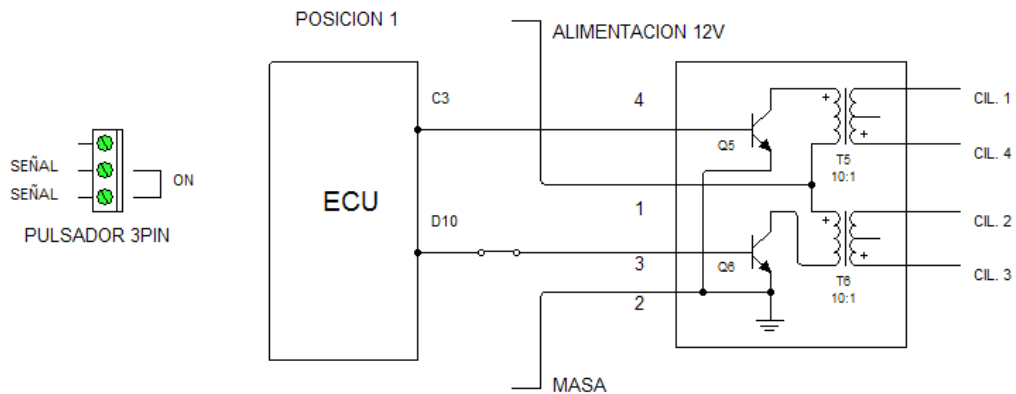 POSICION 1
ALIMENTACION 12V
C3
4
CIL. 1
Q5
CIL. 4
T5
10:1
SEÑAL
SEÑAL
ON
PULSADOR 3PIN
ECU
1
D10
CIL. 2
3
Q6
CIL. 3
T6
10:1
2
MASA
+
+
+
+